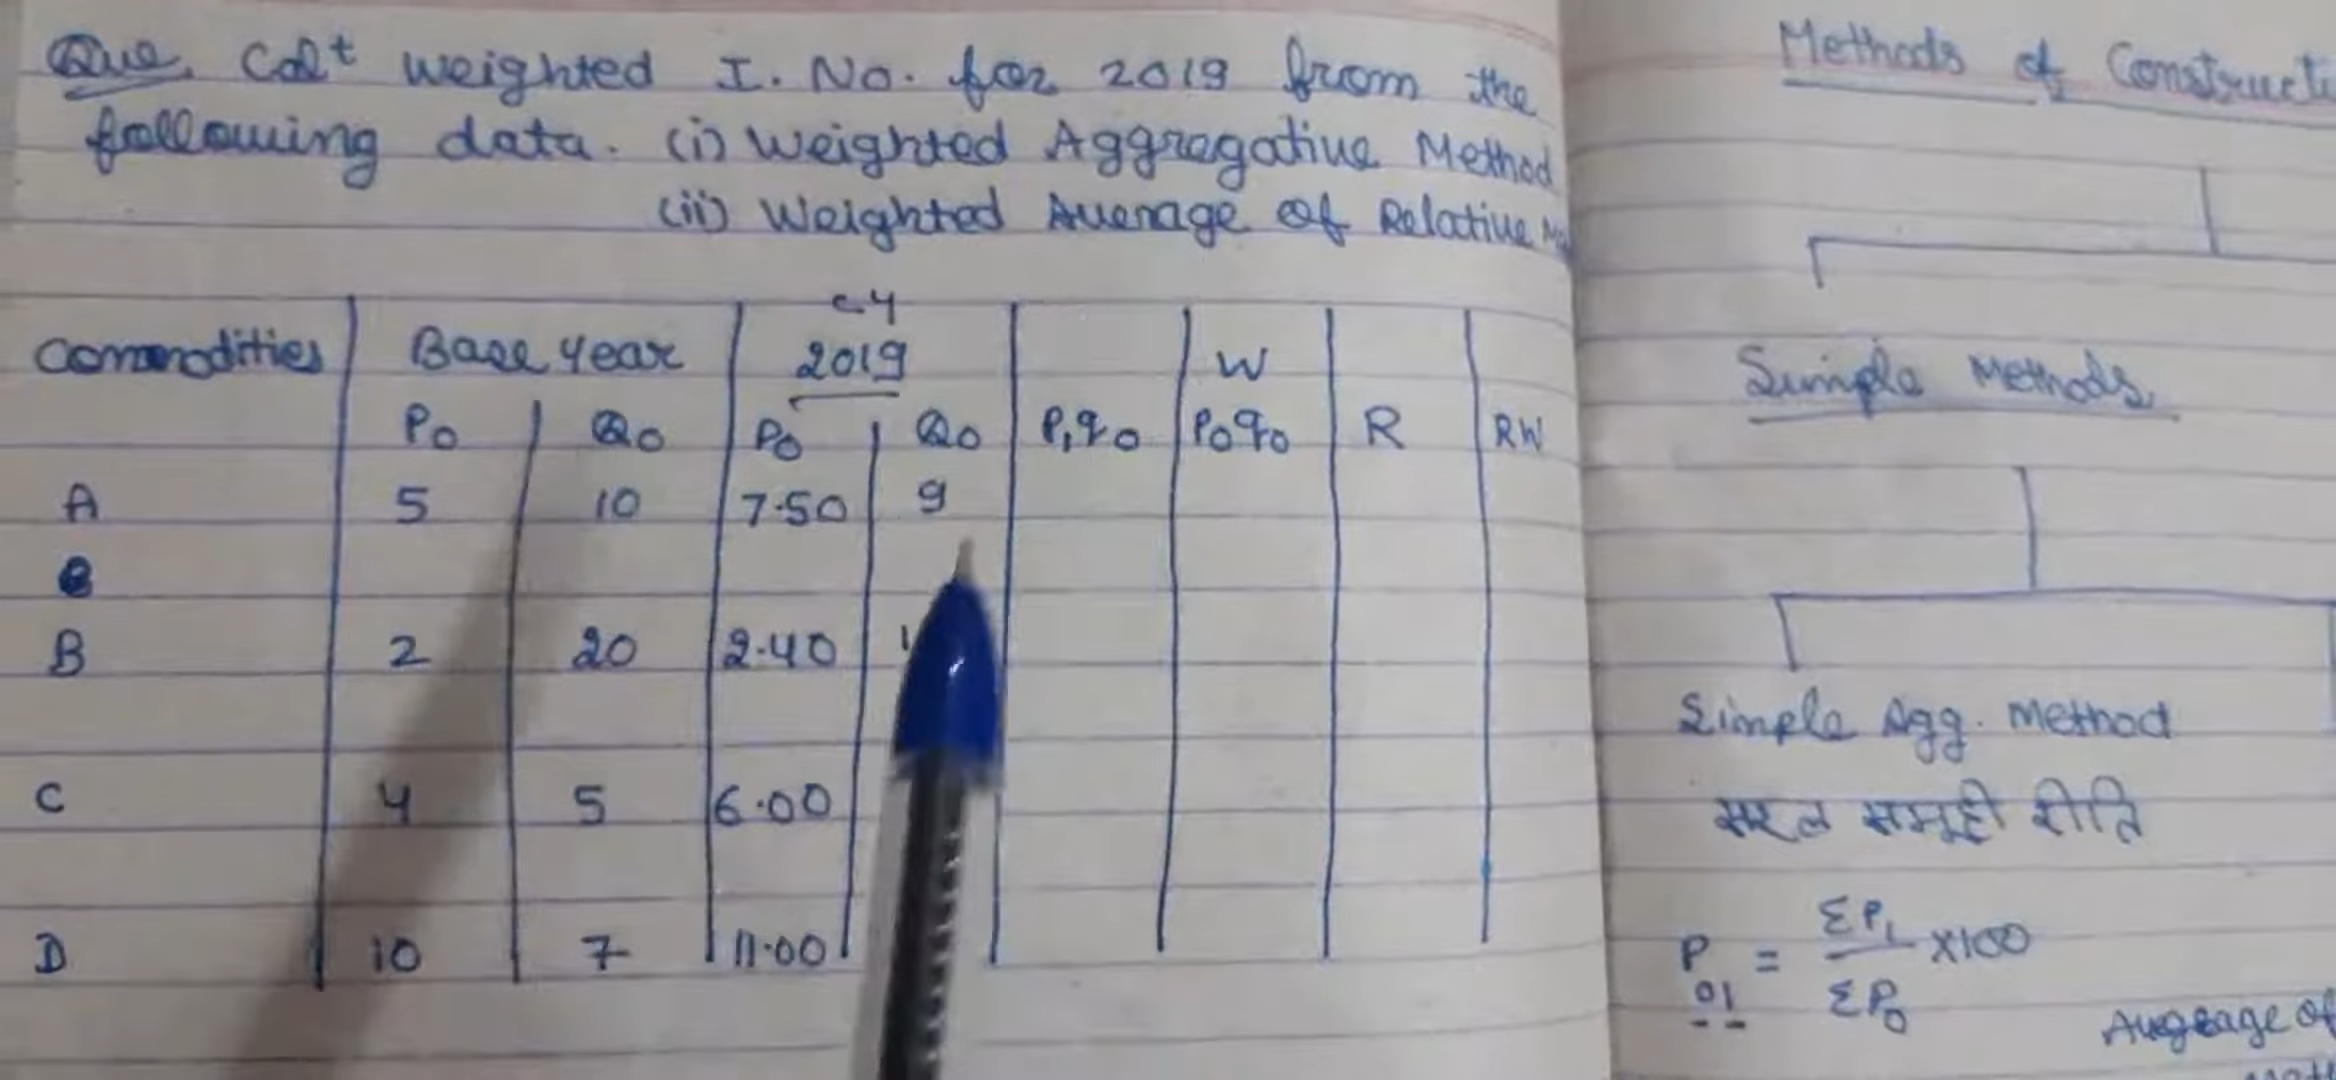 Que. Calt weighted I. No. for 2019 from the
following data. (i) Weighted Aggregative Method
(ii) Weighted Average of Relative
Commodities Base Year C Y 2019 W
P0 Q0 P0 Q0 P1q0 P0q0 R RW
A 5 10 7.50 9
B 2 20 2.40
C 4 5 6.00
D 10 7 11.00
Methods of Constructi
Simple Methods
Simple Agg. Method
सरल समूही रीति
P01 = ΣP1/ΣP0 ×100
Average of